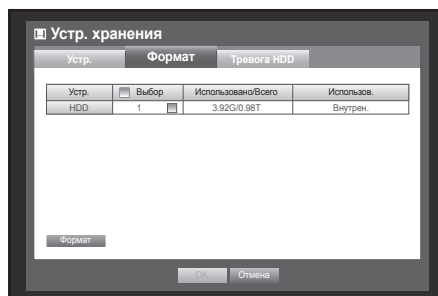 Устр. хранения
Устр. Формат Тревога HDD
Устр. Выбор Использовано/Всего Использов.
HDD 1 3.92G/0.98T Внутрен.
Формат
OK Отмена